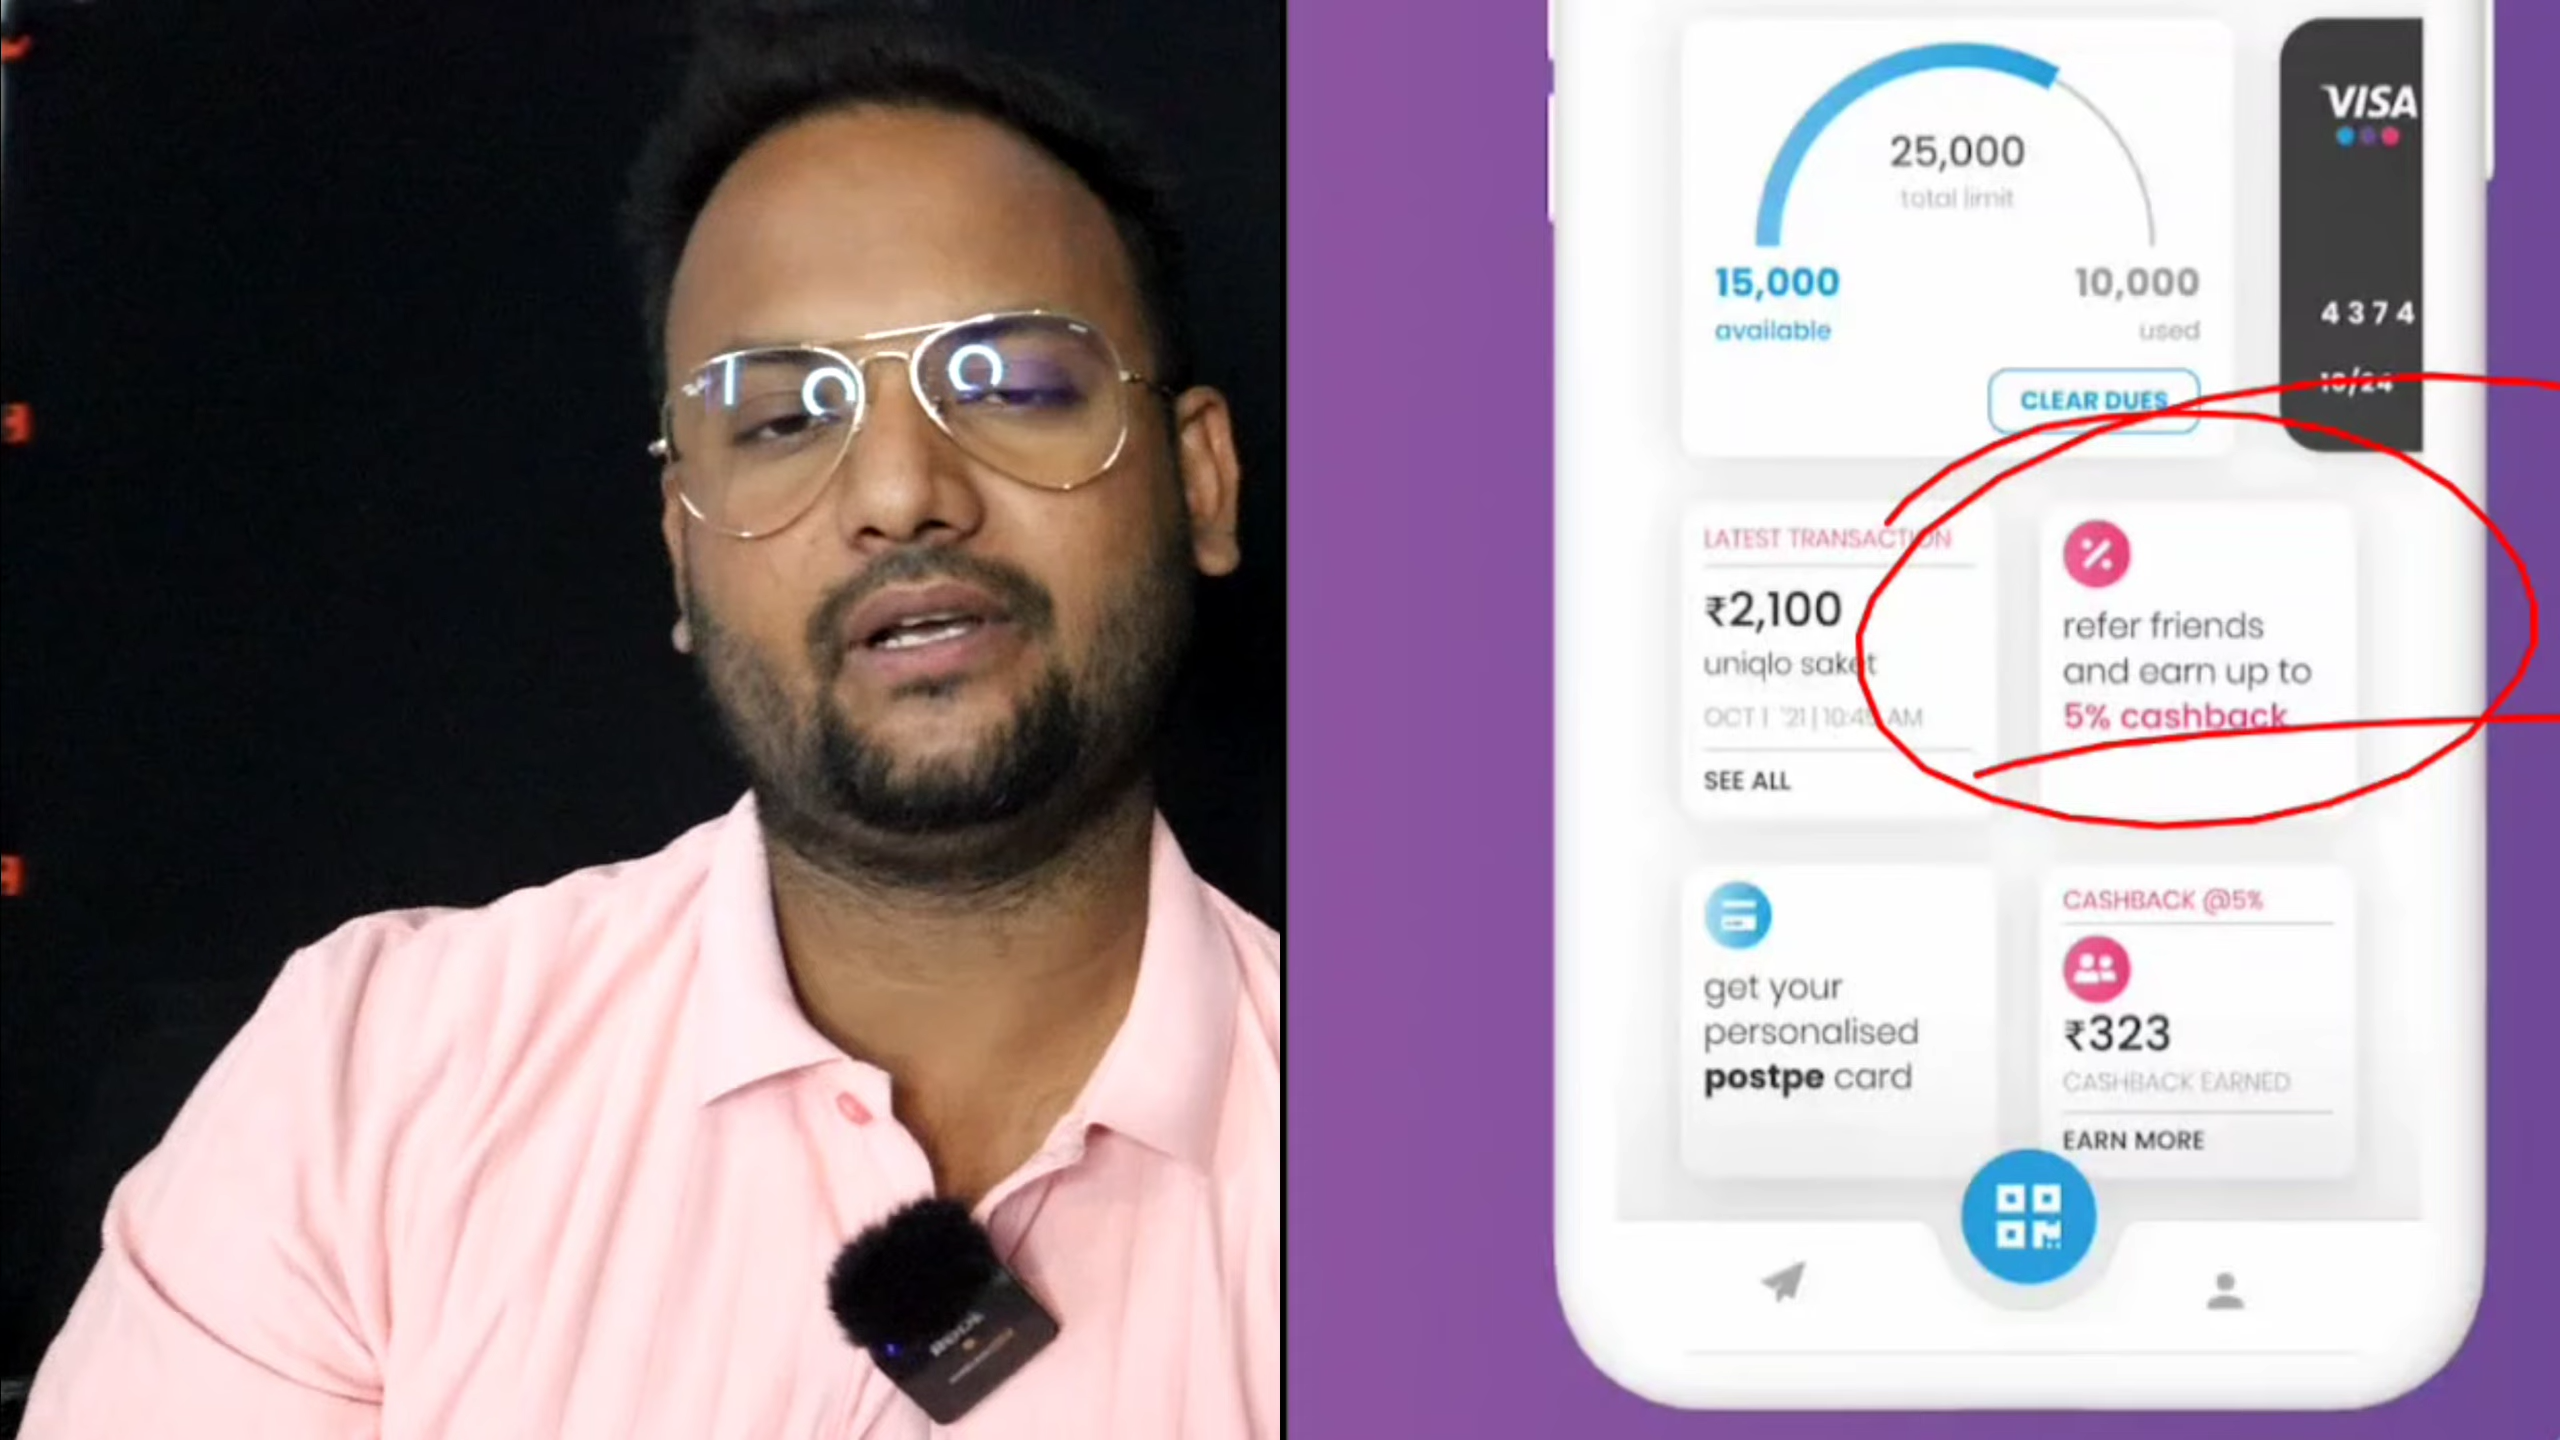 25,000
total limit
15,000
available
10,000
used
CLEAR DUES
VISA
4374
10/24
LATEST TRANSACTION
₹2,100
uniqlo saket
OCT 1 '21 | 10:45 AM
SEE ALL
refer friends
and earn up to
5% cashback
get your
personalised
postpe card
CASHBACK @5%
₹323
CASHBACK EARNED
EARN MORE